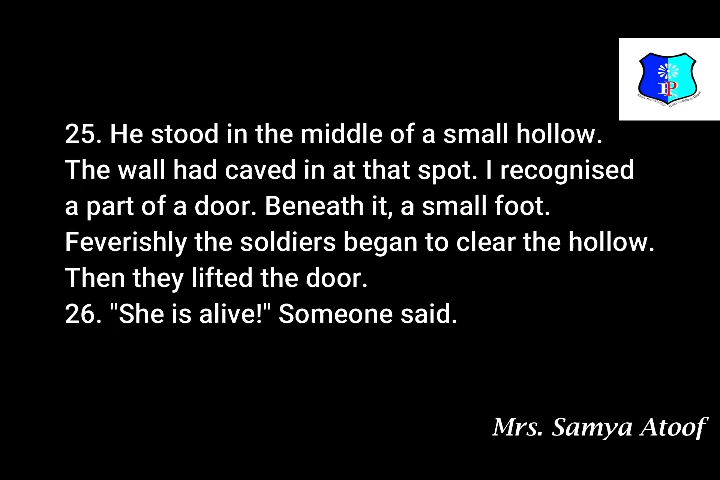 25. He stood in the middle of a small hollow.
The wall had caved in at that spot. I recognised
a part of a door. Beneath it, a small foot.
Feverishly the soldiers began to clear the hollow.
Then they lifted the door.
26. "She is alive!" Someone said.
Mrs. Samya Atoof